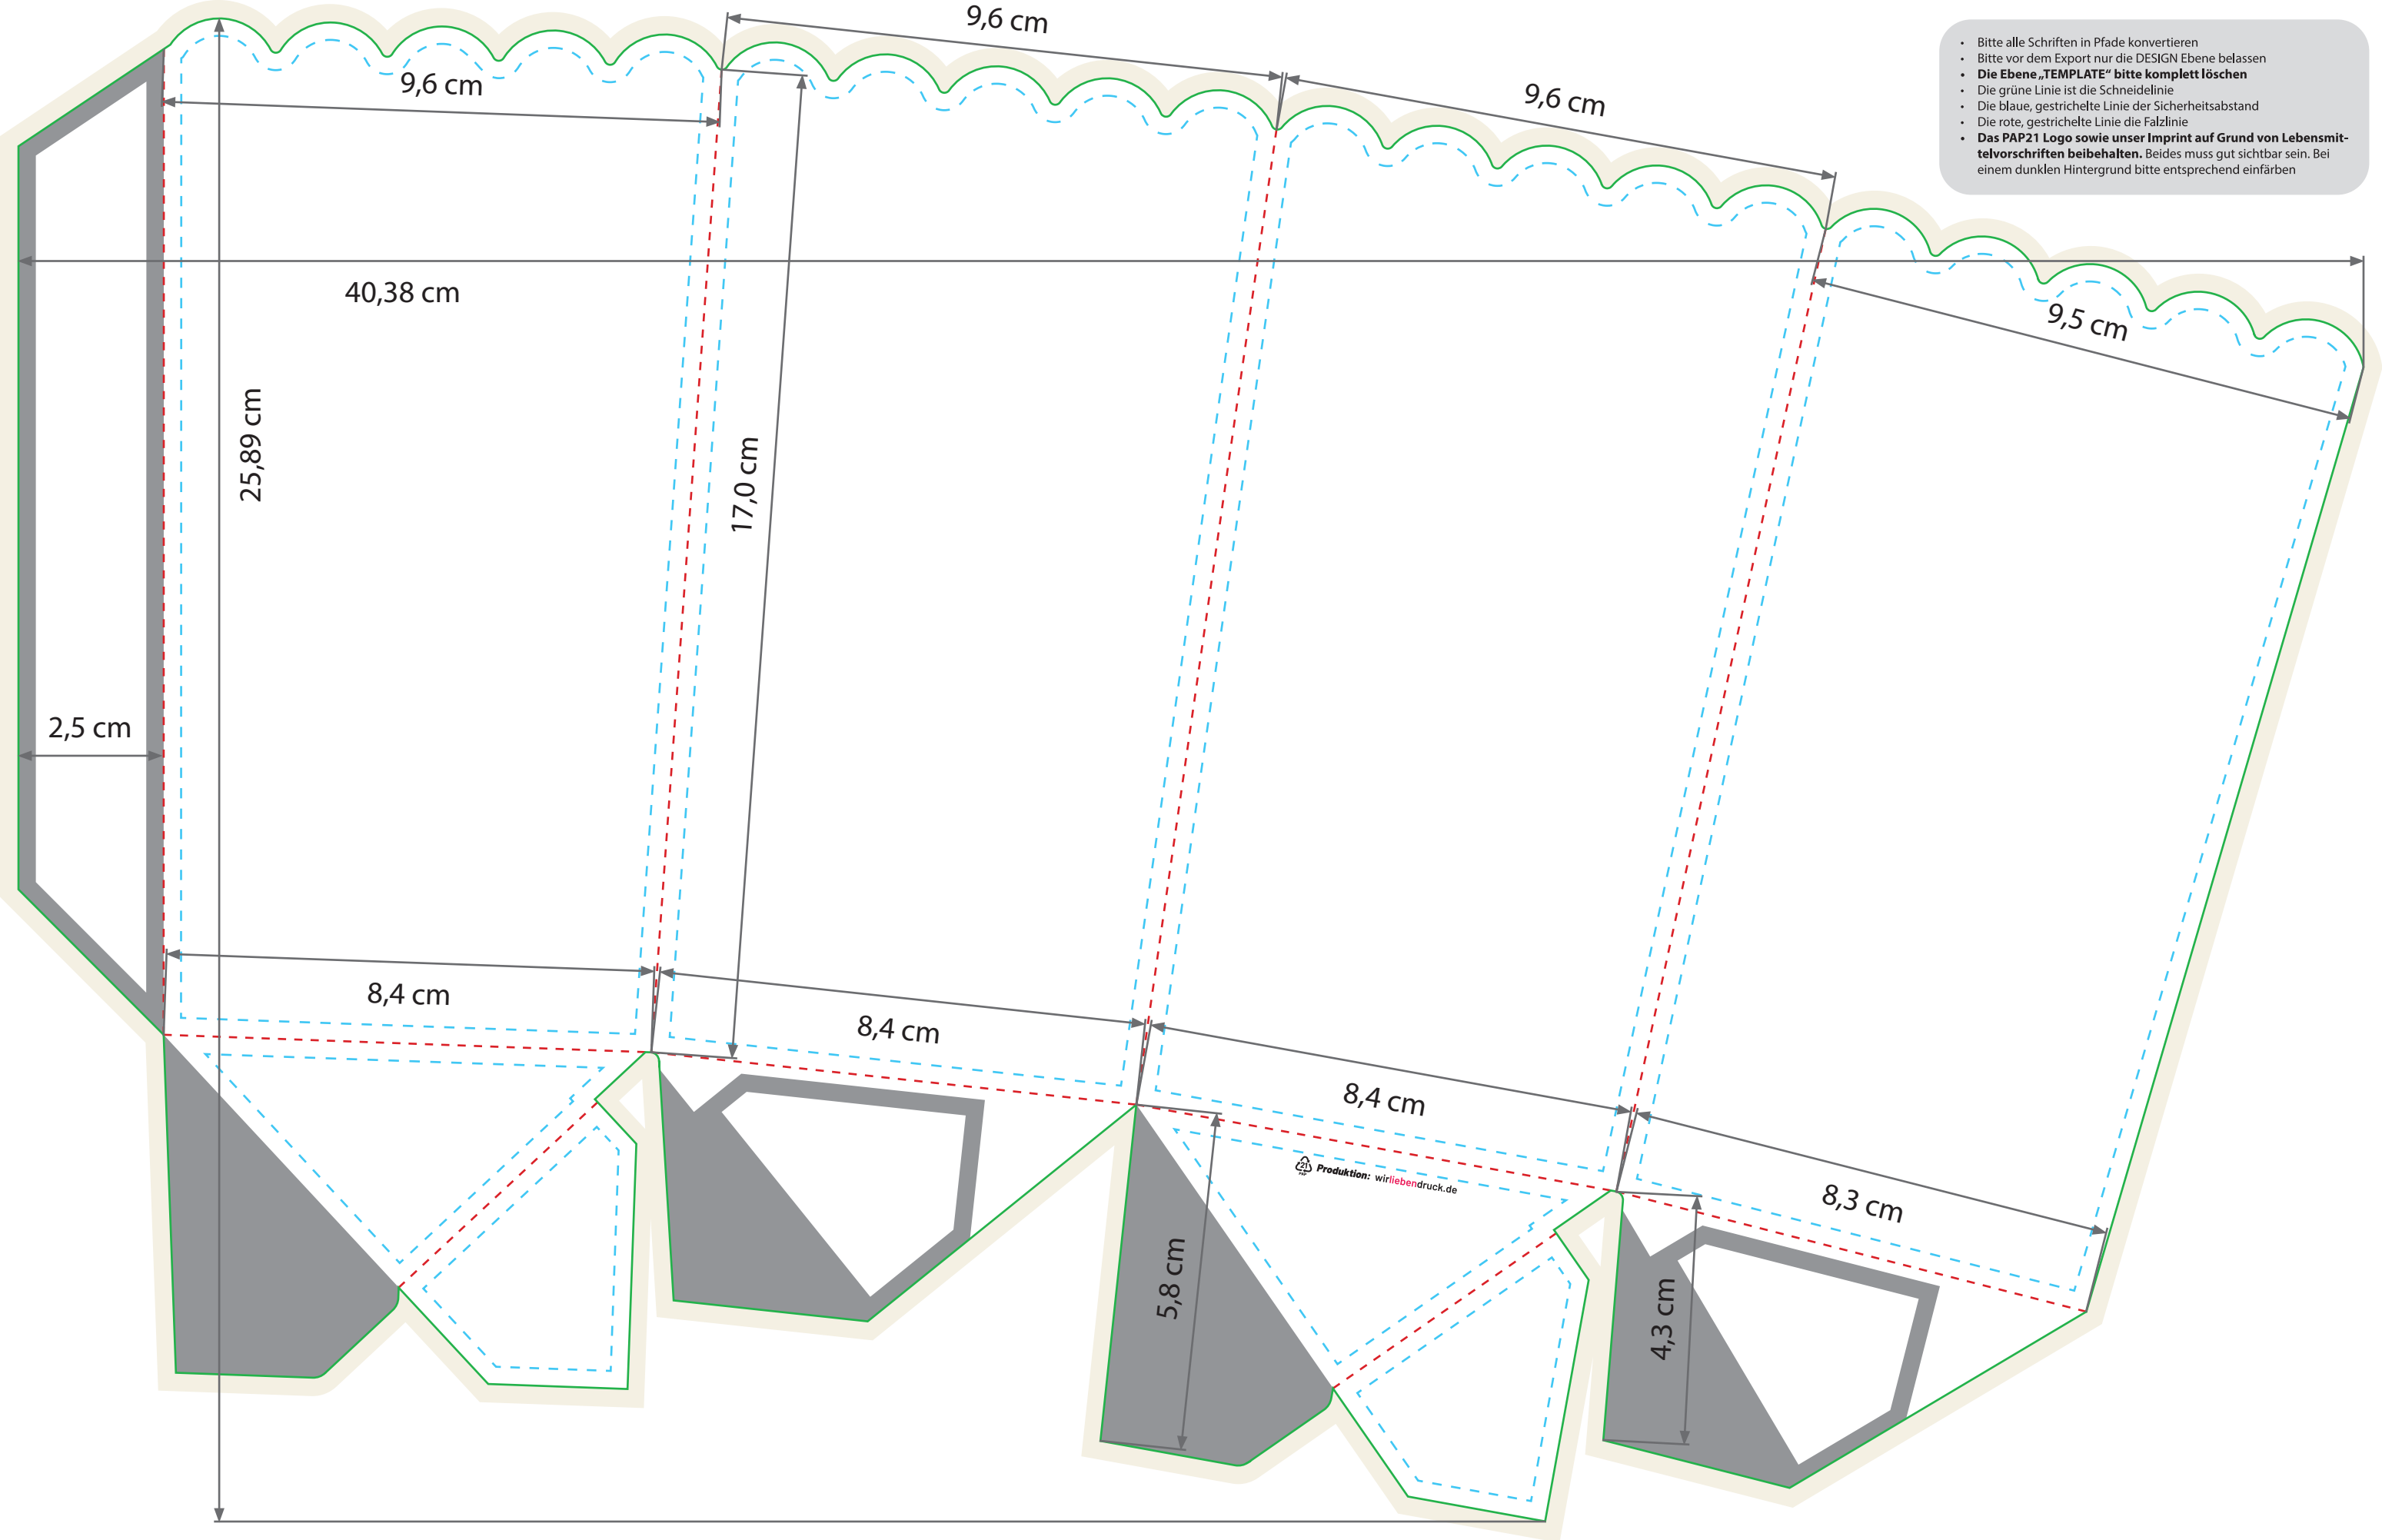 9,6 cm
9,6 cm
9,6 cm
• Bitte alle Schriften in Pfade konvertieren
• Bitte vor dem Export nur die DESIGN Ebene belassen
• Die Ebene „TEMPLATE“ bitte komplett löschen
• Die grüne Linie ist die Schneidelinie
• Die blaue, gestrichelte Linie der Sicherheitsabstand
• Die rote, gestrichelte Linie die Falzlinie
• Das PAP21 Logo sowie unser Imprint auf Grund von Lebensmit-
telvorschriften beibehalten. Beides muss gut sichtbar sein. Bei
einem dunklen Hintergrund bitte entsprechend einfärben
40,38 cm
9,5 cm
25,89 cm
17,0 cm
2,5 cm
8,4 cm
8,4 cm
8,4 cm
21
PAP
Produktion: wirliebendruck.de
8,3 cm
5,8 cm
4,3 cm